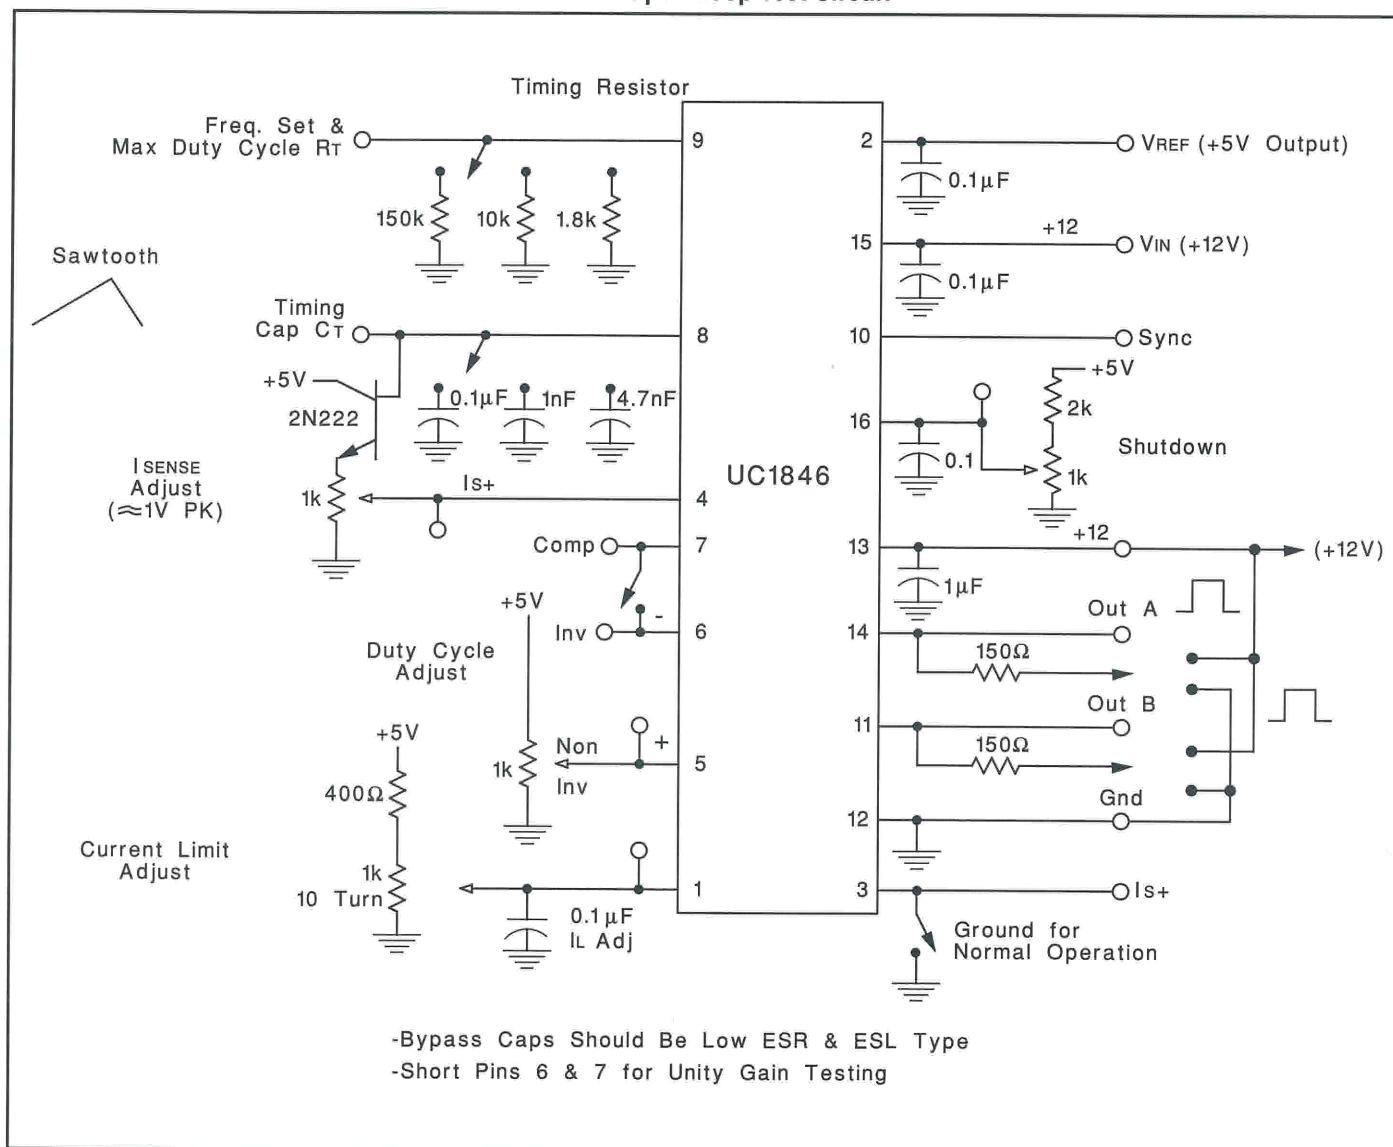 Timing Resistor
Freq. Set &
Max Duty Cycle RT
9
150k
10k
1.8k
Sawtooth
Timing
Cap CT
8
+5V
2N222
0.1µF
1nF
4.7nF
ISENSE
Adjust
(≈1V PK)
1k
Is+
4
Comp
7
+5V
Inv
-
6
Duty Cycle
Adjust
+5V
1k
Non
Inv
+
5
400Ω
Current Limit
Adjust
1k
10 Turn
1
0.1µF
IL Adj
UC1846
2
VREF (+5V Output)
0.1µF
15
+12
VIN (+12V)
0.1µF
10
Sync
+5V
2k
16
0.1
1k
Shutdown
13
+12
(+12V)
1µF
Out A
14
150Ω
Out B
11
150Ω
Gnd
12
3
Is+
Ground for
Normal Operation
-Bypass Caps Should Be Low ESR & ESL Type
-Short Pins 6 & 7 for Unity Gain Testing